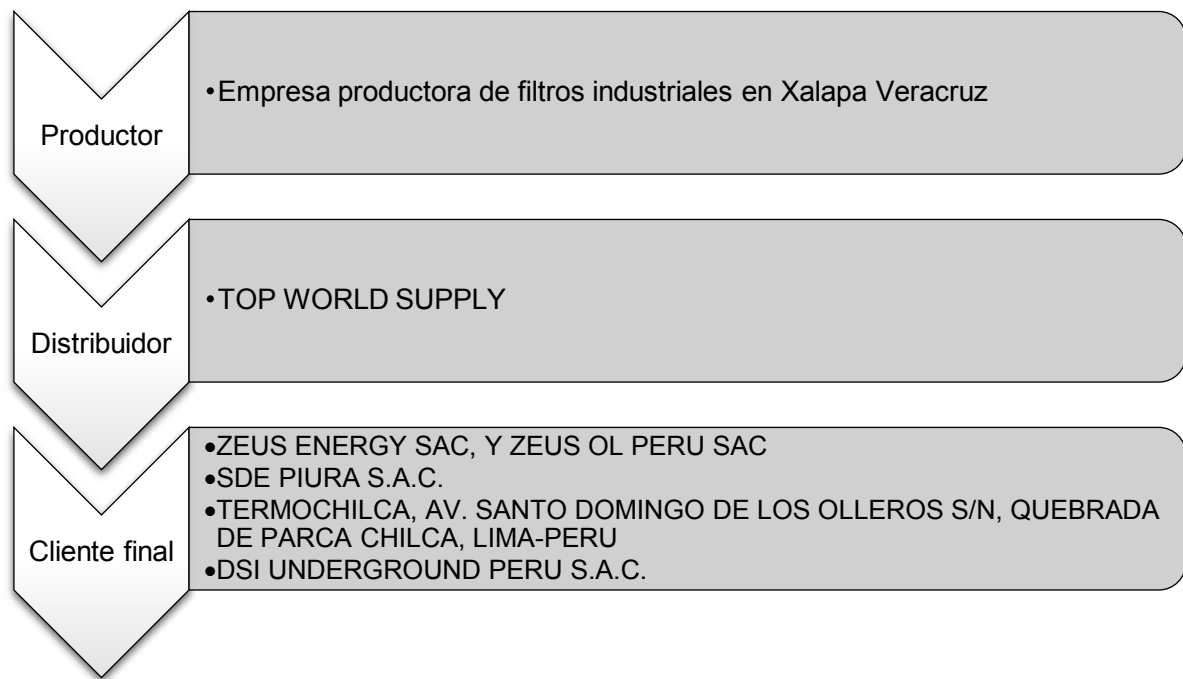 Productor
•Empresa productora de filtros industriales en Xalapa Veracruz
Distribuidor
•TOP WORLD SUPPLY
Cliente final
•ZEUS ENERGY SAC, Y ZEUS OL PERU SAC
•SDE PIURA S.A.C.
•TERMOCHILCA, AV. SANTO DOMINGO DE LOS OLLEROS S/N, QUEBRADA
DE PARCA CHILCA, LIMA-PERU
•DSI UNDERGROUND PERU S.A.C.